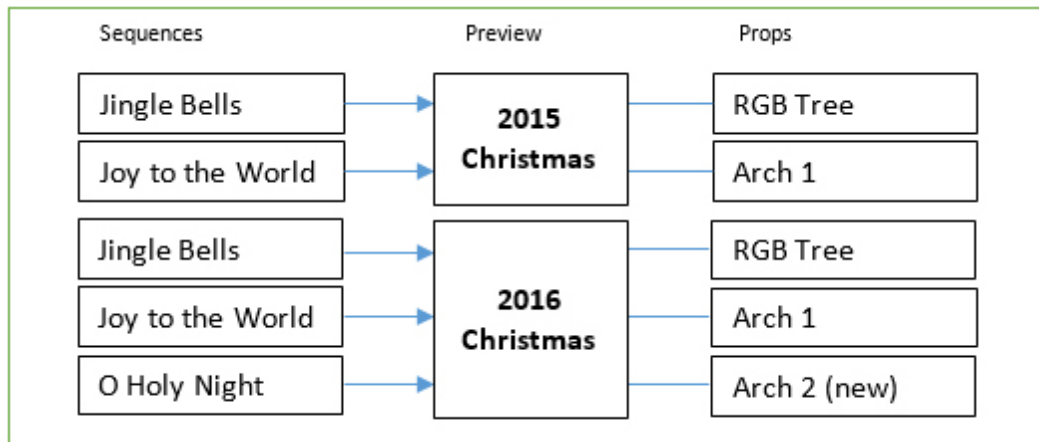 Sequences Preview Props
Jingle Bells
2015
Christmas
RGB Tree
Joy to the World
Arch 1
Jingle Bells
2016
Christmas
RGB Tree
Joy to the World
Arch 1
O Holy Night
Arch 2 (new)